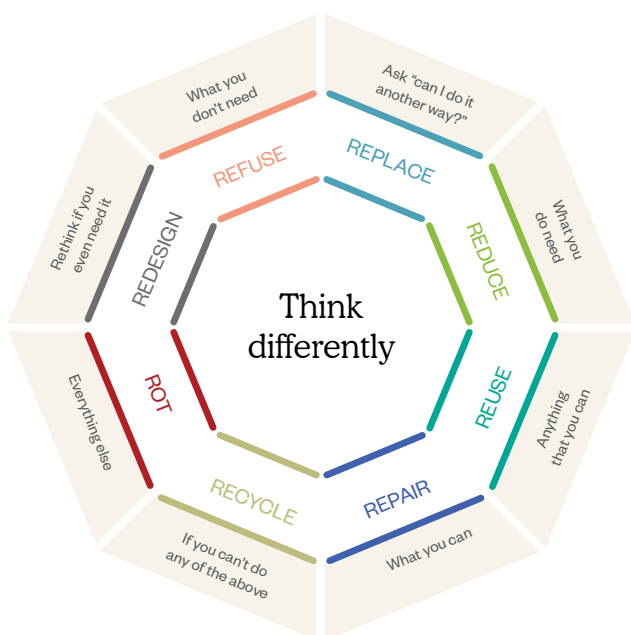 What you
don't need
REFUSE
Ask “can I do it
another way?”
REPLACE
What you
do need
REDUCE
Anything
that you can
REUSE
What you can
REPAIR
If you can't do
any of the above
RECYCLE
Everything else
ROT
Rethink if you
even need it
REDESIGN
Think
differently